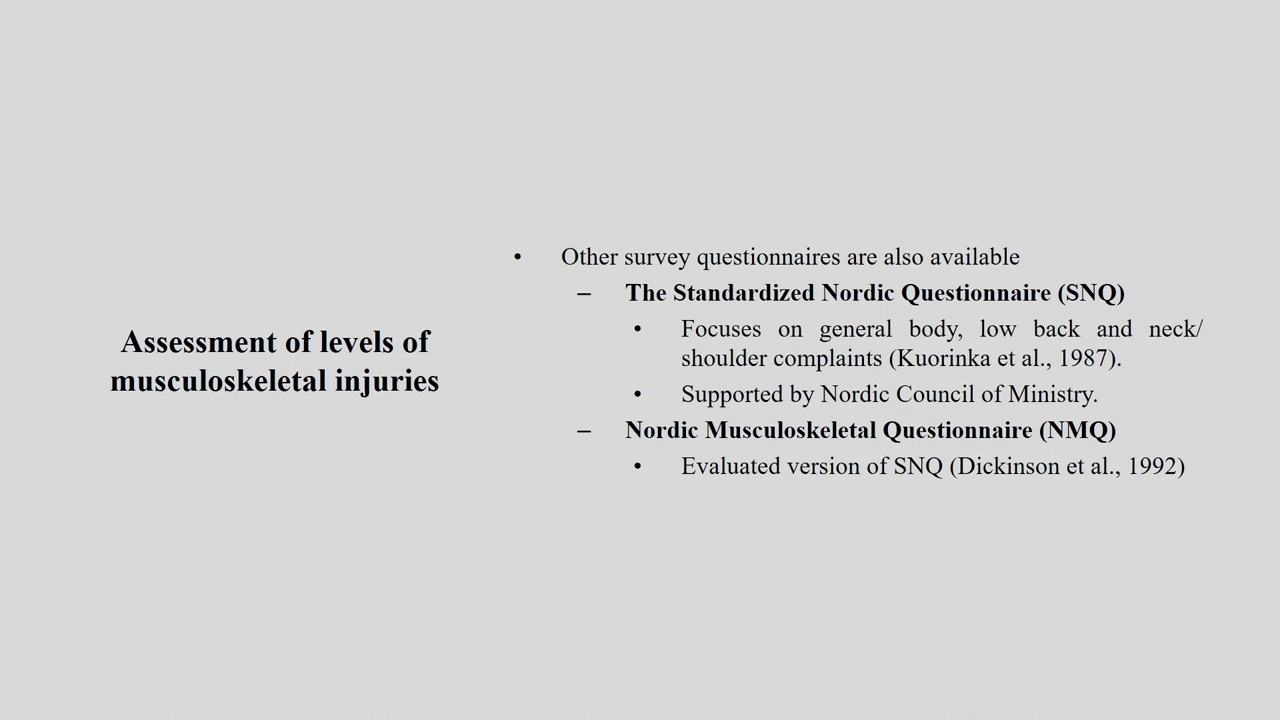 Assessment of levels of
musculoskeletal injuries
• Other survey questionnaires are also available
– The Standardized Nordic Questionnaire (SNQ)
• Focuses on general body, low back and neck/
shoulder complaints (Kuorinka et al., 1987).
• Supported by Nordic Council of Ministry.
– Nordic Musculoskeletal Questionnaire (NMQ)
• Evaluated version of SNQ (Dickinson et al., 1992)